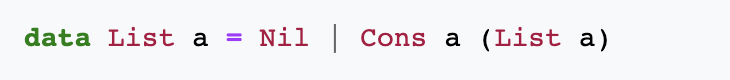 data List a = Nil | Cons a (List a)